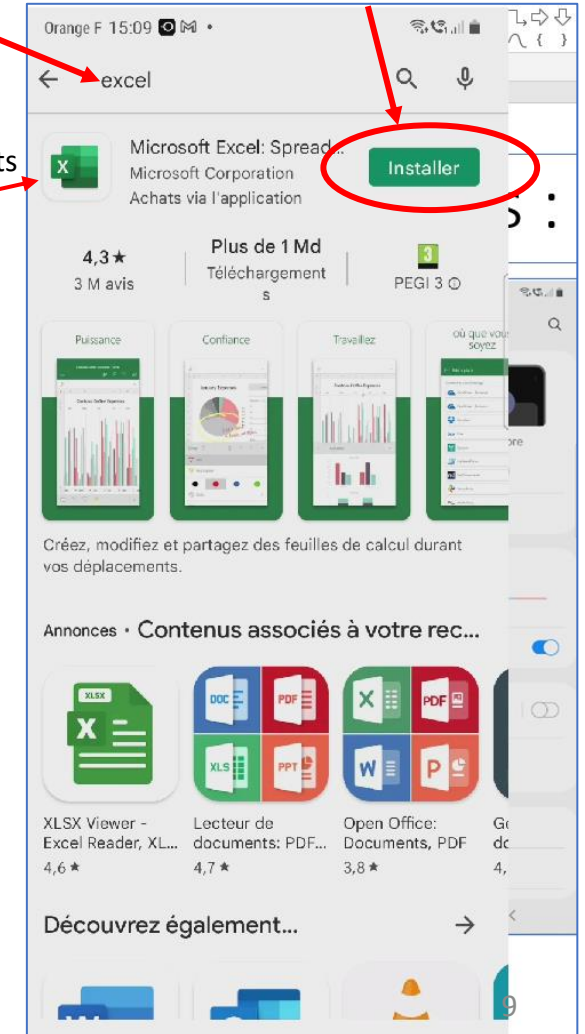 Orange F 15:09
excel
ts
Microsoft Excel: Spread...
Microsoft Corporation
Achats via l'application
Installer
s :
4,3★
3 M avis
Plus de 1 Md
Téléchargement
s
3
PEGI 3
Puissance
Confiance
Travaillez
où que vous
soyez
Créez, modifiez et partagez des feuilles de calcul durant
vos déplacements.
Annonces • Contenus associés à votre rec...
XLSX
X
DOC
PDF
XLS
PPT
X
PDF
W
P
XLSX Viewer -
Excel Reader, XL...
4,6 ★
Lecteur de
documents: PDF...
4,7 ★
Open Office:
Documents, PDF
3,8 ★
4,
Découvrez également...
9